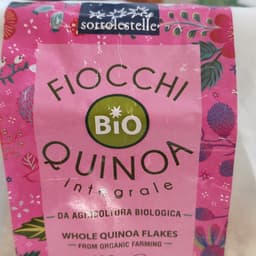 sottolestelle
FIOCCHI
BiO
QUINOA
integrale
DA AGRICOLTURA BIOLOGICA
WHOLE QUINOA FLAKES
FROM ORGANIC FARMING